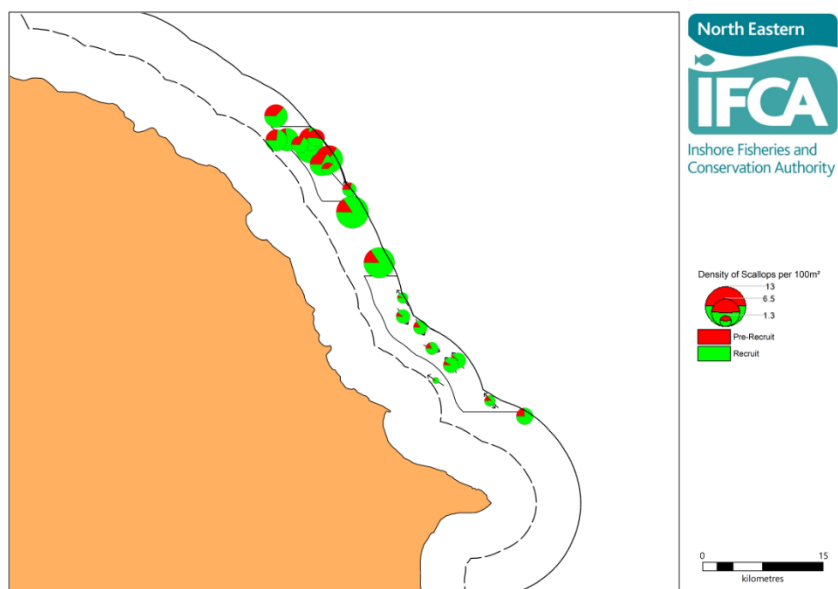 North Eastern
IFCA
Inshore Fisheries and
Conservation Authority
Density of Scallops per 100m²
13
6.5
1.3
Pre-Recruit
Recruit
0 15
kilometres